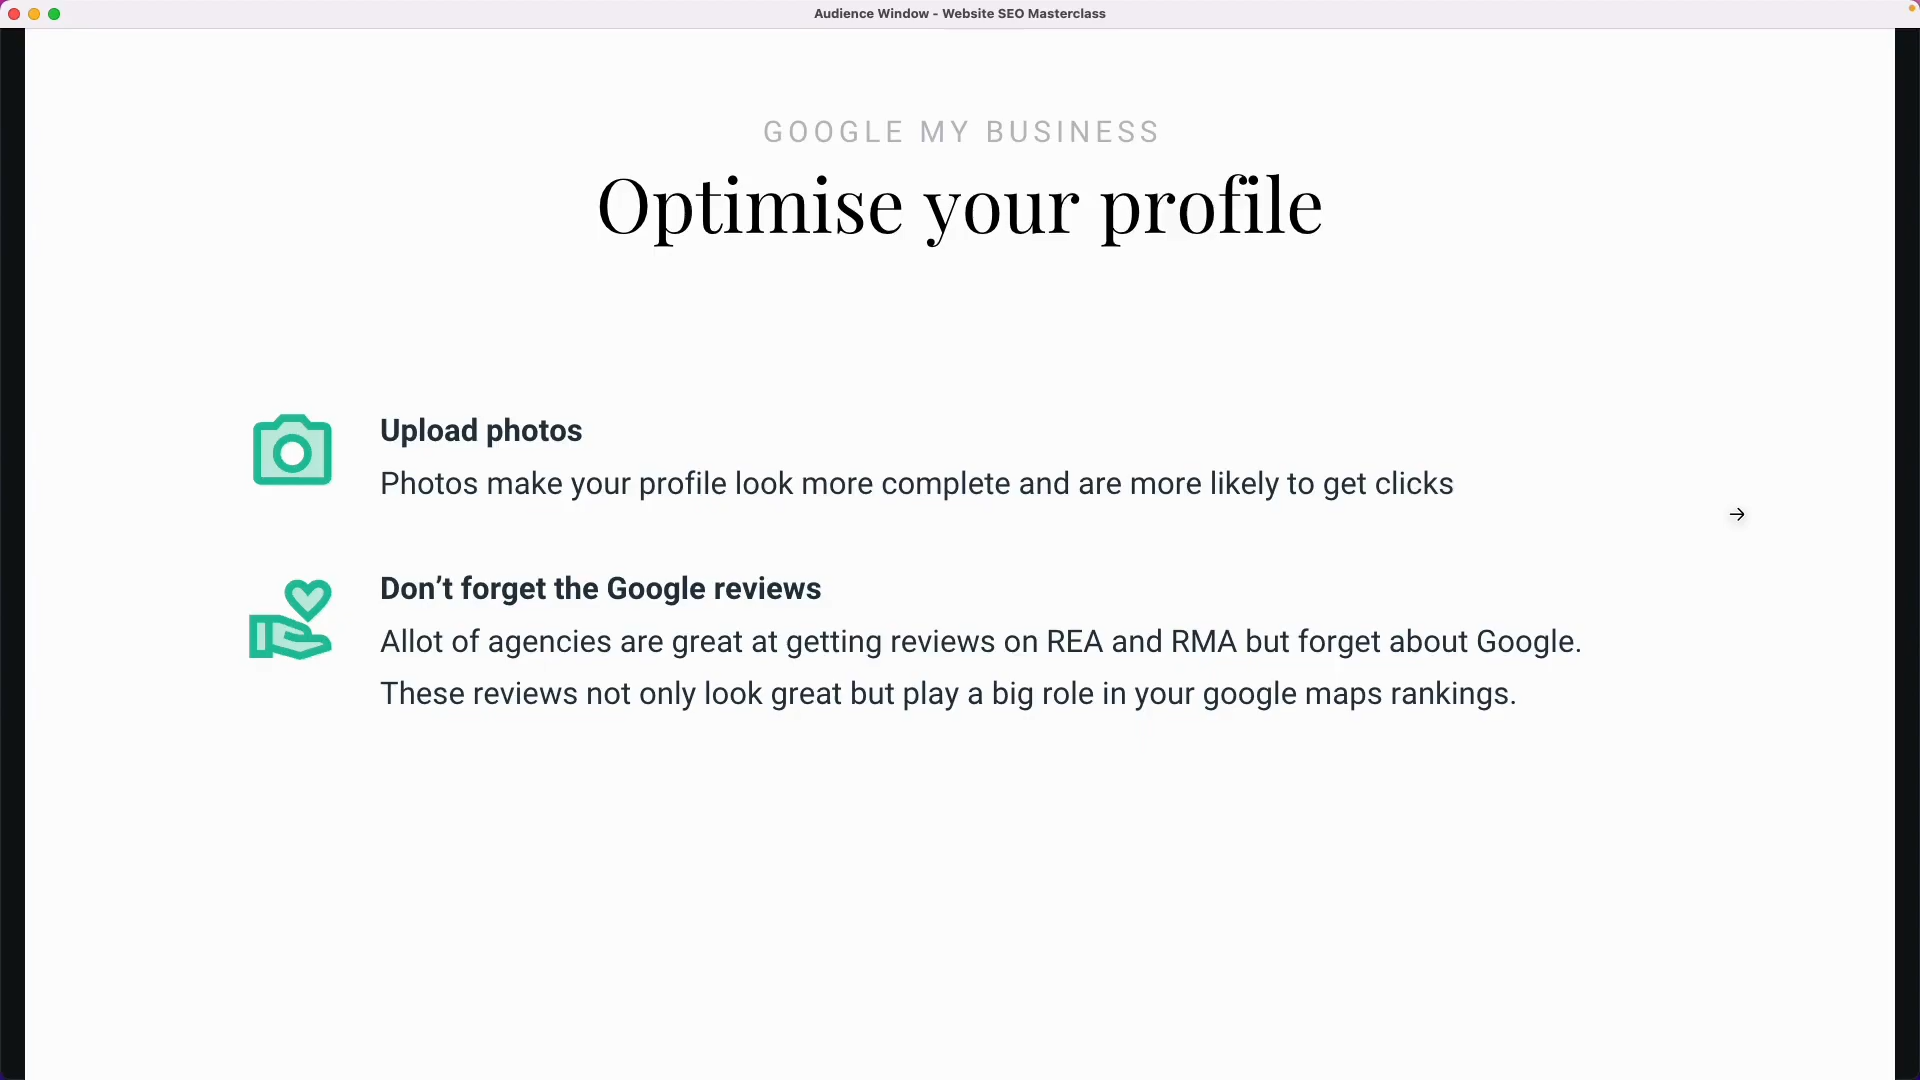 Audience Window - Website SEO Masterclass
GOOGLE MY BUSINESS
Optimise your profile
Upload photos
Photos make your profile look more complete and are more likely to get clicks
Don’t forget the Google reviews
Allot of agencies are great at getting reviews on REA and RMA but forget about Google.
These reviews not only look great but play a big role in your google maps rankings.